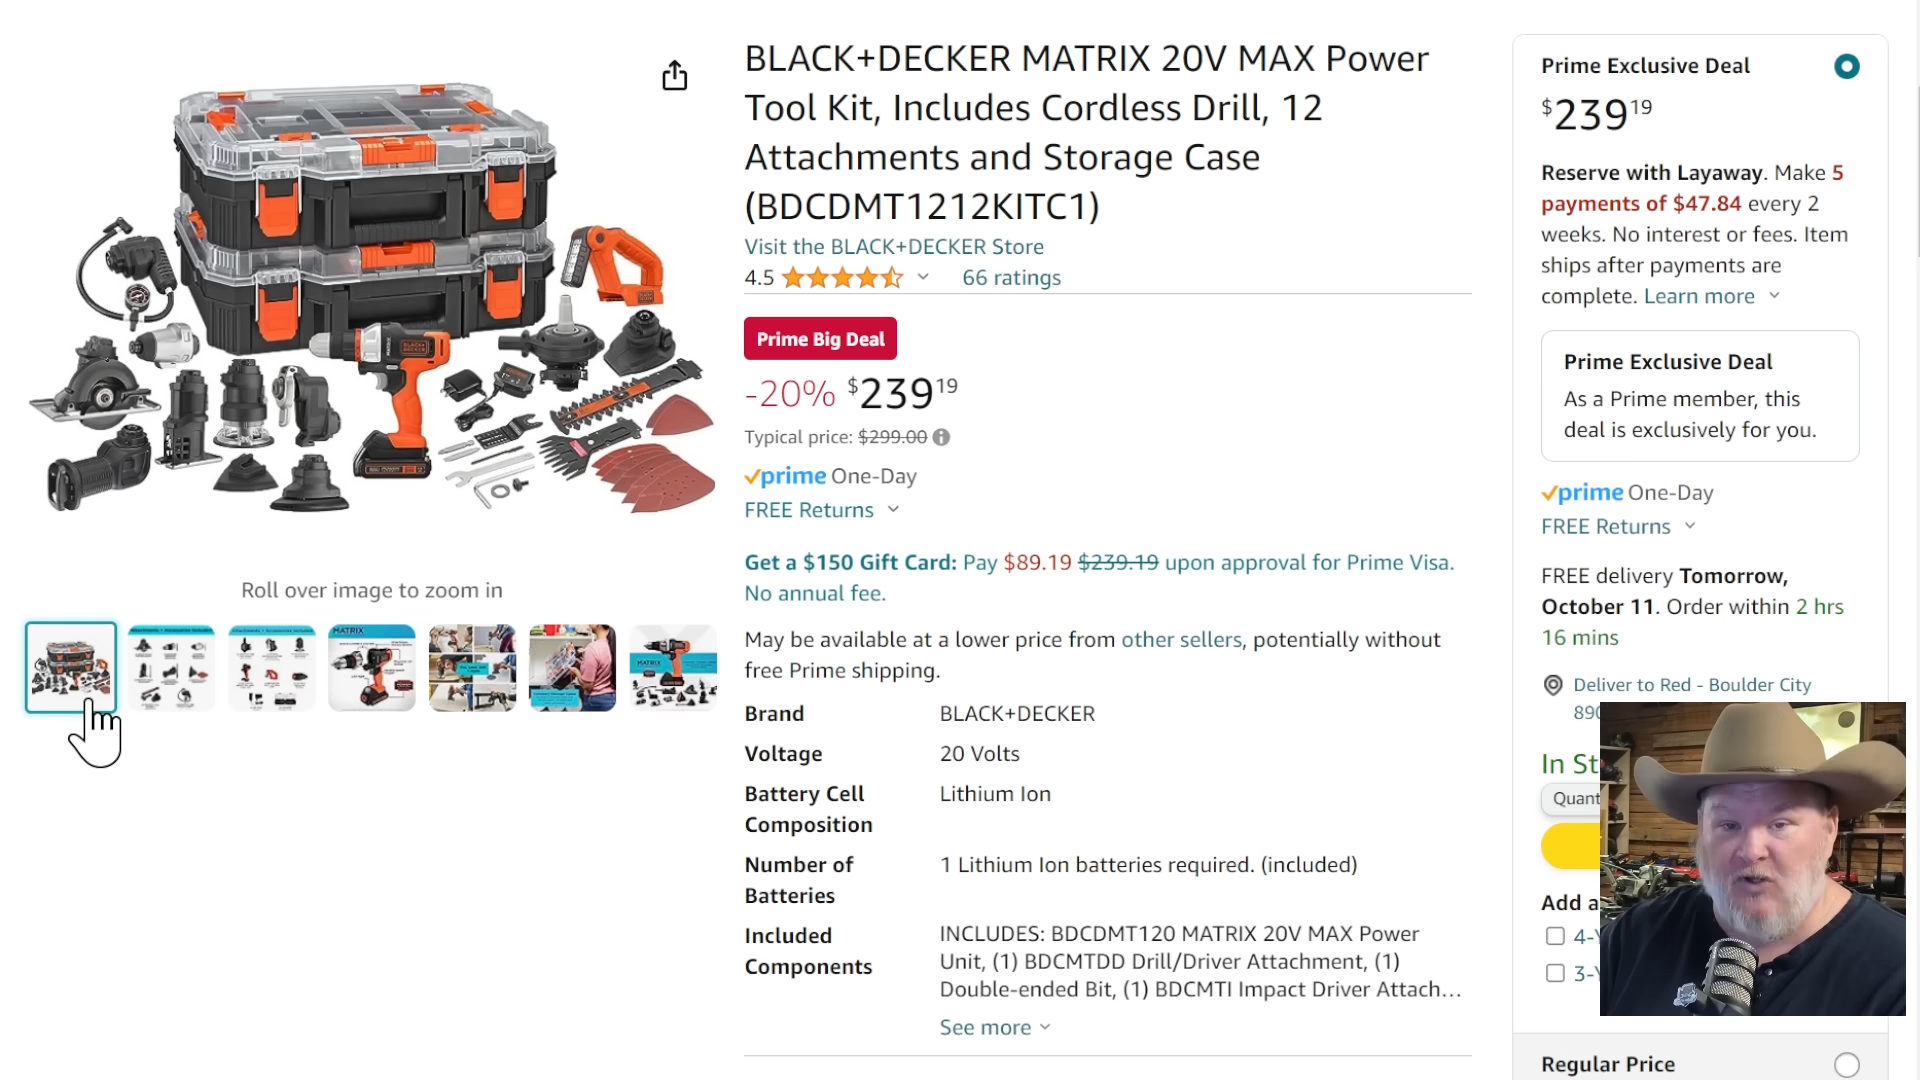 BLACK+DECKER MATRIX 20V MAX Power
Tool Kit, Includes Cordless Drill, 12
Attachments and Storage Case
(BDCDMT1212KITC1)
Visit the BLACK+DECKER Store
4.5
66 ratings
Prime Big Deal
-20% $239 19
Typical price: $299.00
prime One-Day
FREE Returns
Get a $150 Gift Card: Pay $89.19 $239.19 upon approval for Prime Visa.
No annual fee.
May be available at a lower price from other sellers, potentially without
free Prime shipping.
Brand BLACK+DECKER
Voltage 20 Volts
Battery Cell Lithium Ion
Composition
Number of 1 Lithium Ion batteries required. (included)
Batteries
Included INCLUDES: BDCDMT120 MATRIX 20V MAX Power
Components Unit, (1) BDCMTDD Drill/Driver Attachment, (1)
Double-ended Bit, (1) BDCMTI Impact Driver Attach...
See more
Roll over image to zoom in
MATRIX
MATRIX
Prime Exclusive Deal
$239 19
Reserve with Layaway. Make 5
payments of $47.84 every 2
weeks. No interest or fees. Item
ships after payments are
complete. Learn more
Prime Exclusive Deal
As a Prime member, this
deal is exclusively for you.
prime One-Day
FREE Returns
FREE delivery Tomorrow,
October 11. Order within 2 hrs
16 mins
Deliver to Red - Boulder City
890
In St
Quant
Add a
4-Y
3-Y
Regular Price